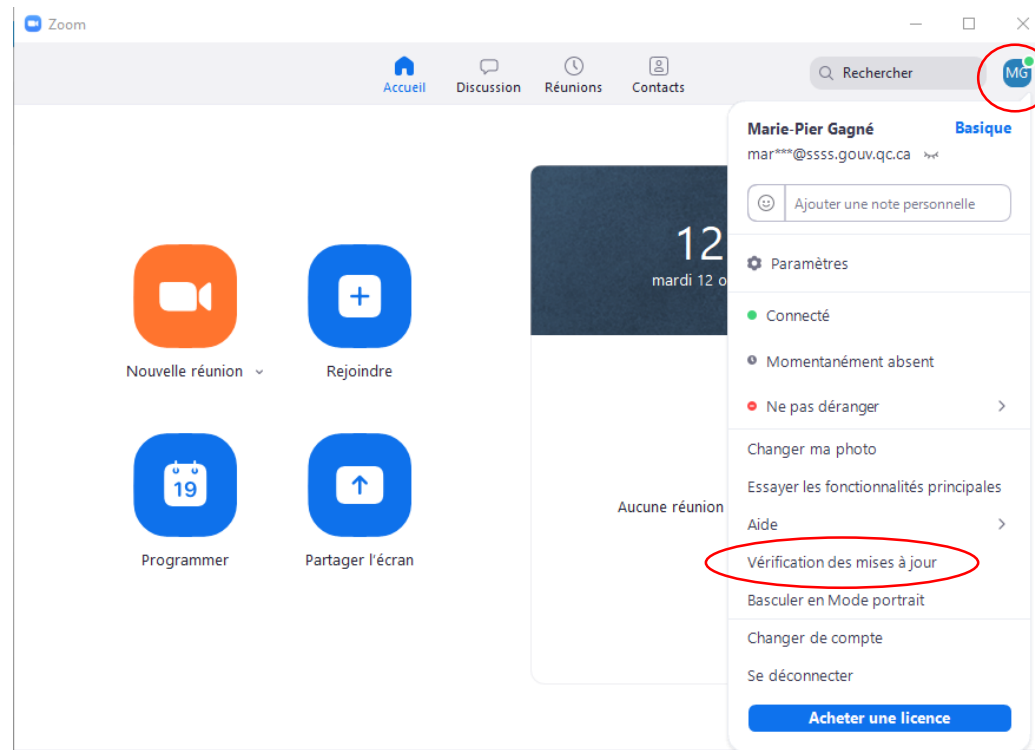 Zoom
Accueil
Discussion
Réunions
Contacts
Rechercher
MG
Marie-Pier Gagné
Basique
mar***@ssss.gouv.qc.ca
Ajouter une note personnelle
12
mardi 12 o
Paramètres
Connecté
Momentanément absent
Ne pas déranger
Nouvelle réunion
Rejoindre
19
Programmer
Partager l'écran
Aucune réunion
Changer ma photo
Essayer les fonctionnalités principales
Aide
Vérification des mises à jour
Basculer en Mode portrait
Changer de compte
Se déconnecter
Acheter une licence